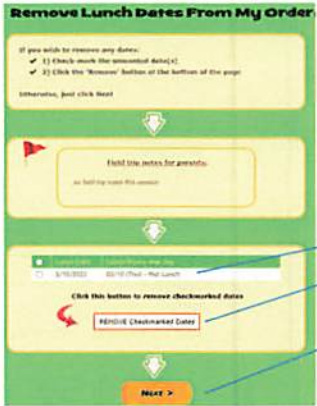 Remove Lunch Dates From My Order
If you wish to remove any dates:
✔ 1) Check mark the unwanted date(s)
✔ 2) Click the 'Remove' button at the bottom of the page
Otherwise, just click Next
Field trip notes for parents.
no field trip notes this session
Lunch Date
Click this button to remove checkmarked dates
REMOVE Checkmarked Dates
Next >